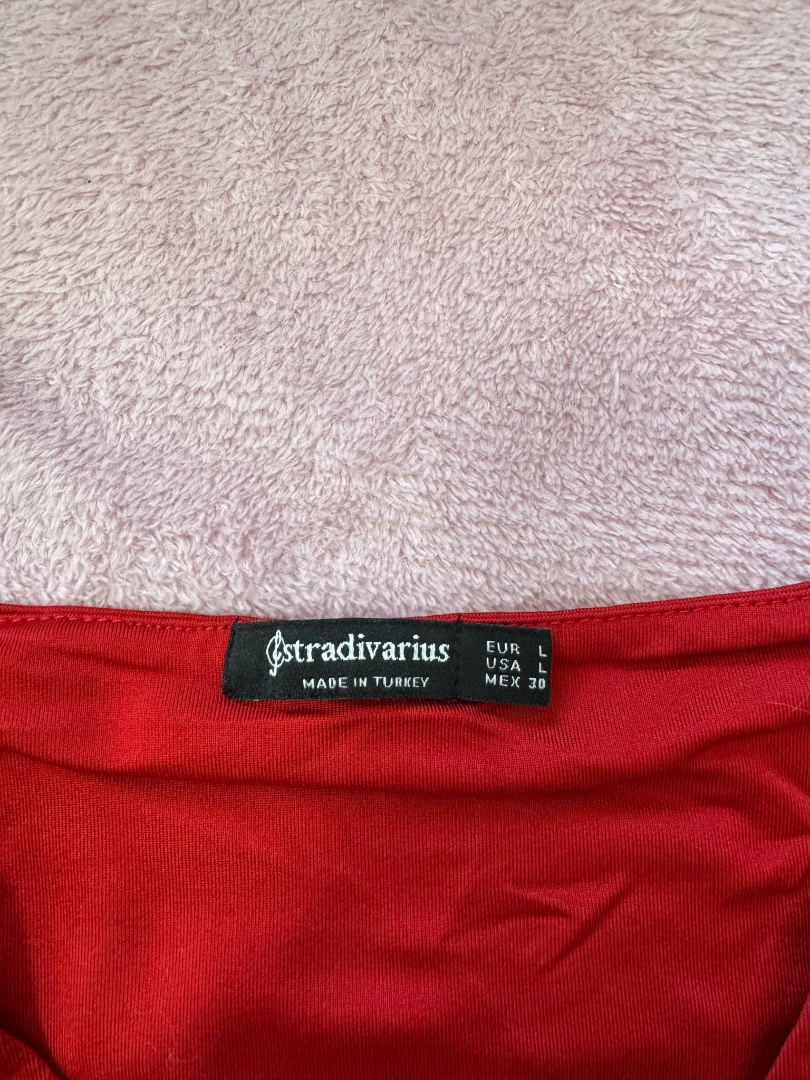 stradivarius
MADE IN TURKEY
EUR L
USA L
MEX 30